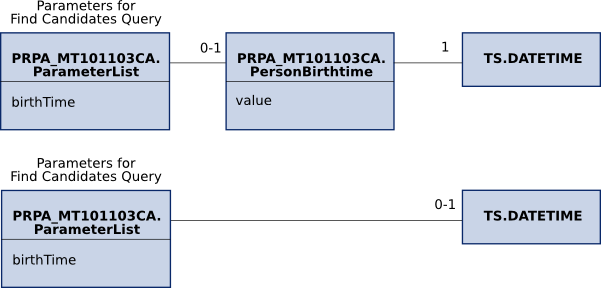 Parameters for
Find Candidates Query
PRPA_MT101103CA.
ParameterList
birthTime
0-1
PRPA_MT101103CA.
PersonBirthtime
value
1
TS.DATETIME
Parameters for
Find Candidates Query
PRPA_MT101103CA.
ParameterList
birthTime
0-1
TS.DATETIME